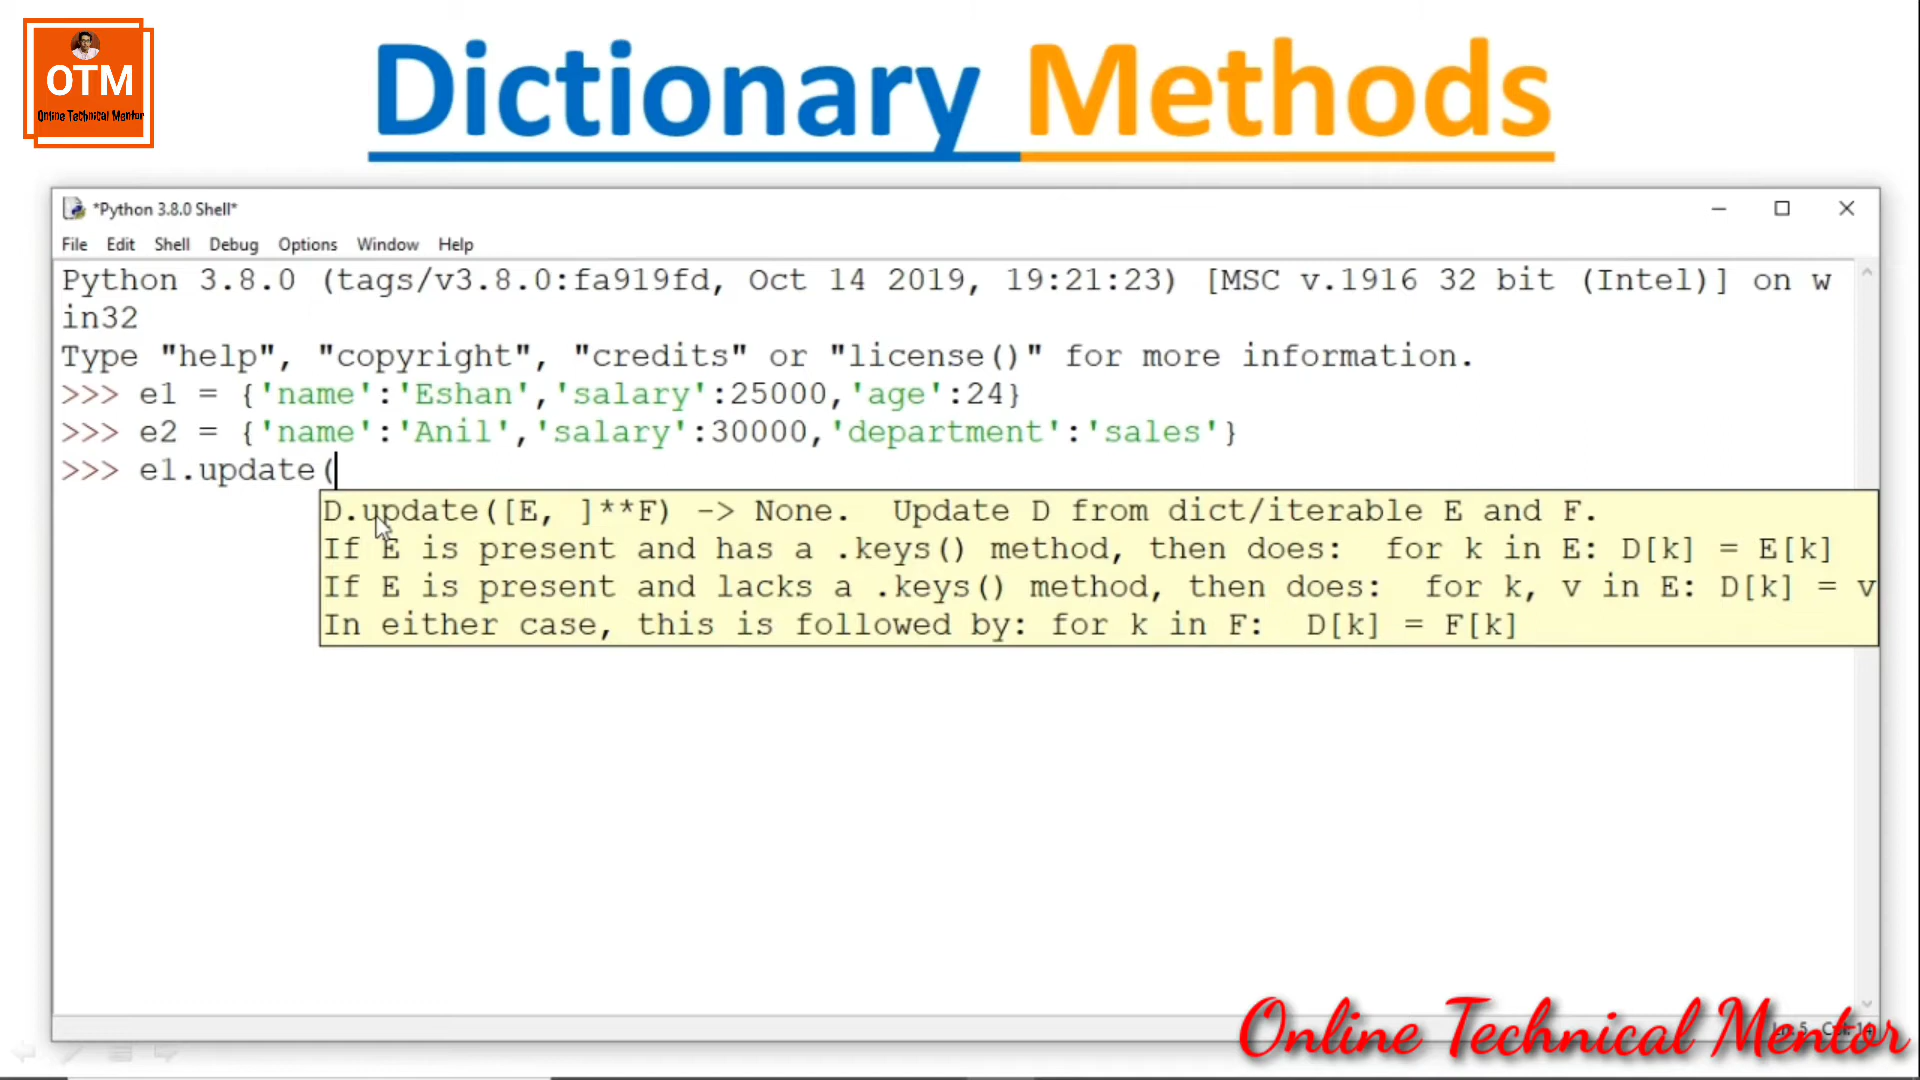 OTM
Online Technical Mentor
Dictionary Methods
*Python 3.8.0 Shell*
File Edit Shell Debug Options Window Help
Python 3.8.0 (tags/v3.8.0:fa919fd, Oct 14 2019, 19:21:23) [MSC v.1916 32 bit (Intel)] on w
in32
Type "help", "copyright", "credits" or "license()" for more information.
>>> e1 = {'name':'Eshan','salary':25000,'age':24}
>>> e2 = {'name':'Anil','salary':30000,'department':'sales'}
>>> e1.update(
D.update([E, ]**F) -> None.  Update D from dict/iterable E and F.
If E is present and has a .keys() method, then does:  for k in E: D[k] = E[k]
If E is present and lacks a .keys() method, then does:  for k, v in E: D[k] = v
In either case, this is followed by: for k in F:  D[k] = F[k]
Online Technical Mentor